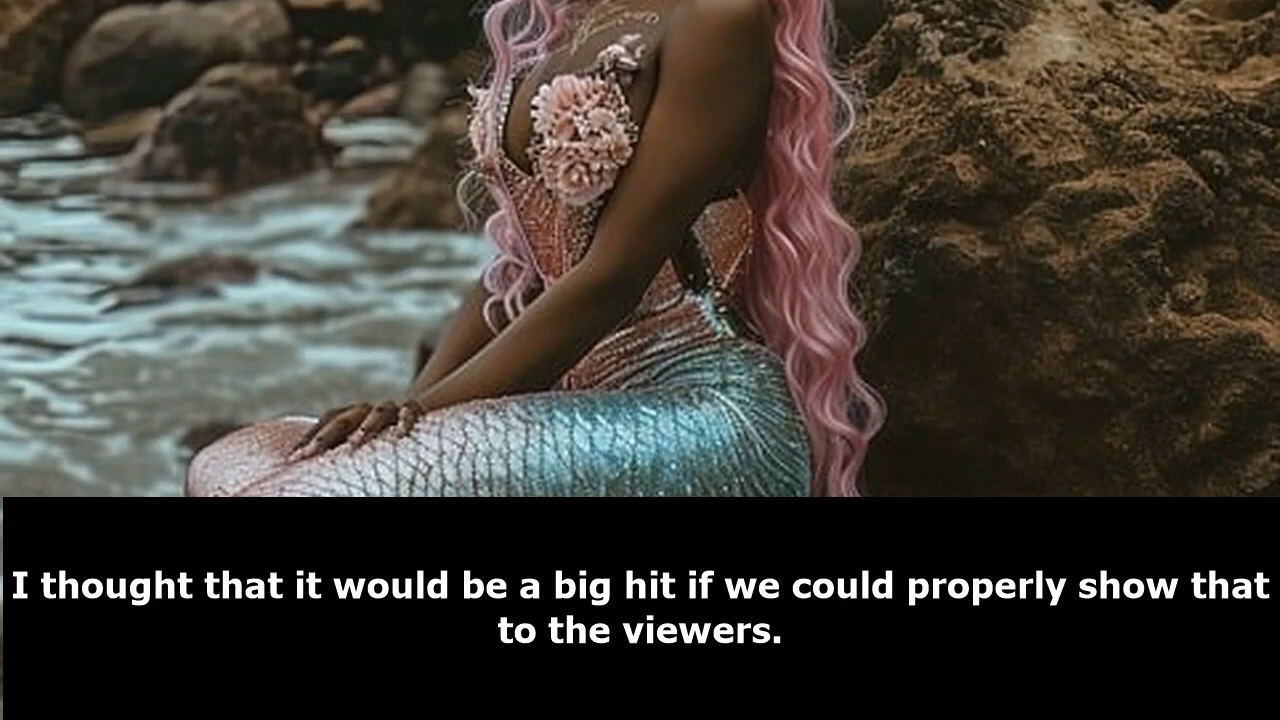 I thought that it would be a big hit if we could properly show that
to the viewers.